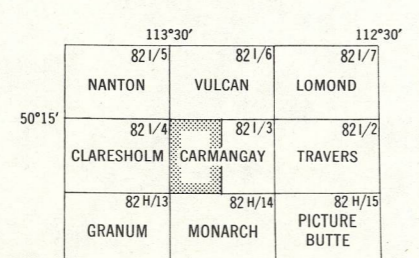 113°30′ 112°30′
82 I/5 82 I/6 82 I/7
NANTON VULCAN LOMOND
50°15′
82 I/4 82 I/3 82 I/2
CLARESHOLM CARMANGAY TRAVERS
82 H/13 82 H/14 82 H/15
GRANUM MONARCH PICTURE
BUTTE